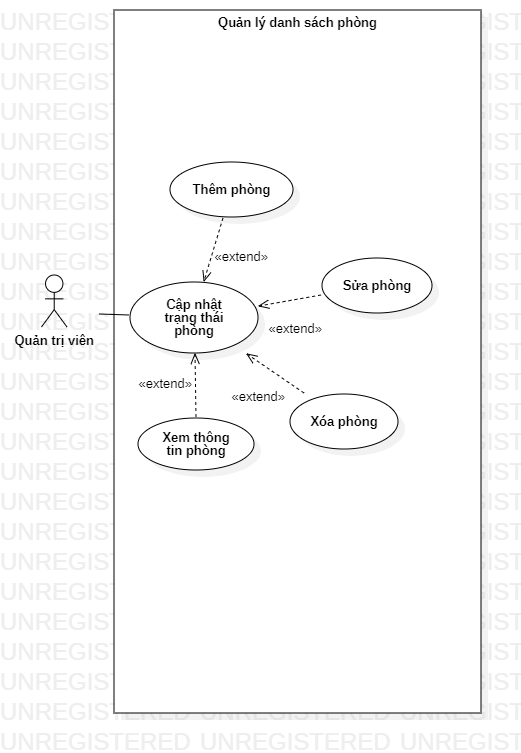 Quản lý danh sách phòng
Thêm phòng
«extend»
Cập nhật
trạng thái
phòng
Sửa phòng
«extend»
Quản trị viên
«extend»
«extend»
Xóa phòng
Xem thông
tin phòng
UNREGISTERED UNREGISTERED UNREGIST